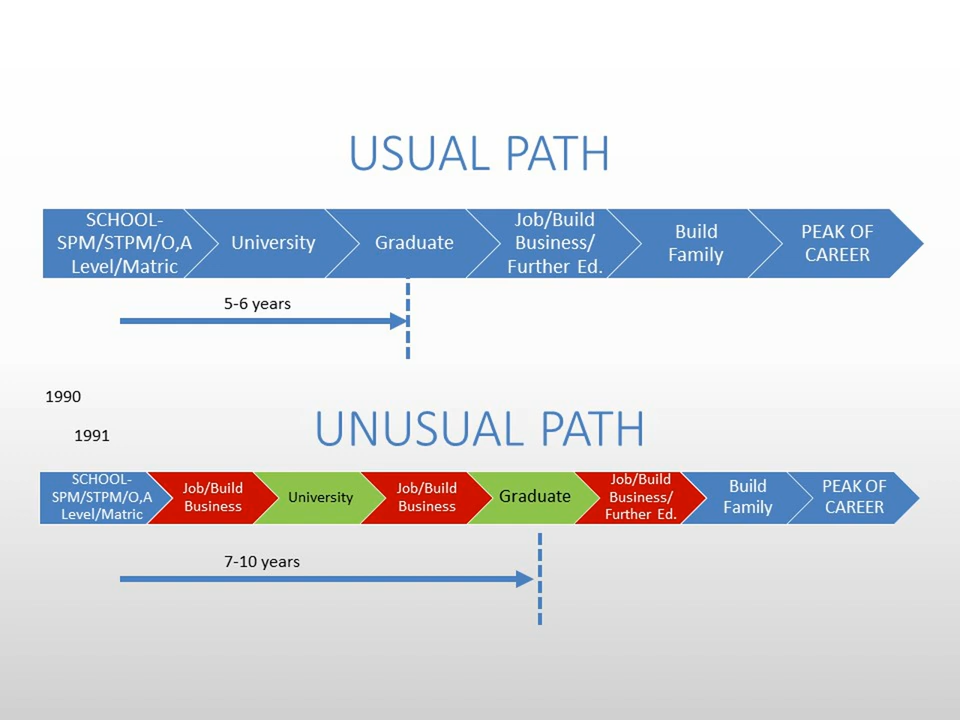 USUAL PATH
SCHOOL-
SPM/STPM/O,A
Level/Matric
University
Graduate
Job/Build
Business/
Further Ed.
Build
Family
PEAK OF
CAREER
5-6 years
1990
1991
UNUSUAL PATH
SCHOOL-
SPM/STPM/O,A
Level/Matric
Job/Build
Business
University
Job/Build
Business
Graduate
Job/Build
Business/
Further Ed.
Build
Family
PEAK OF
CAREER
7-10 years